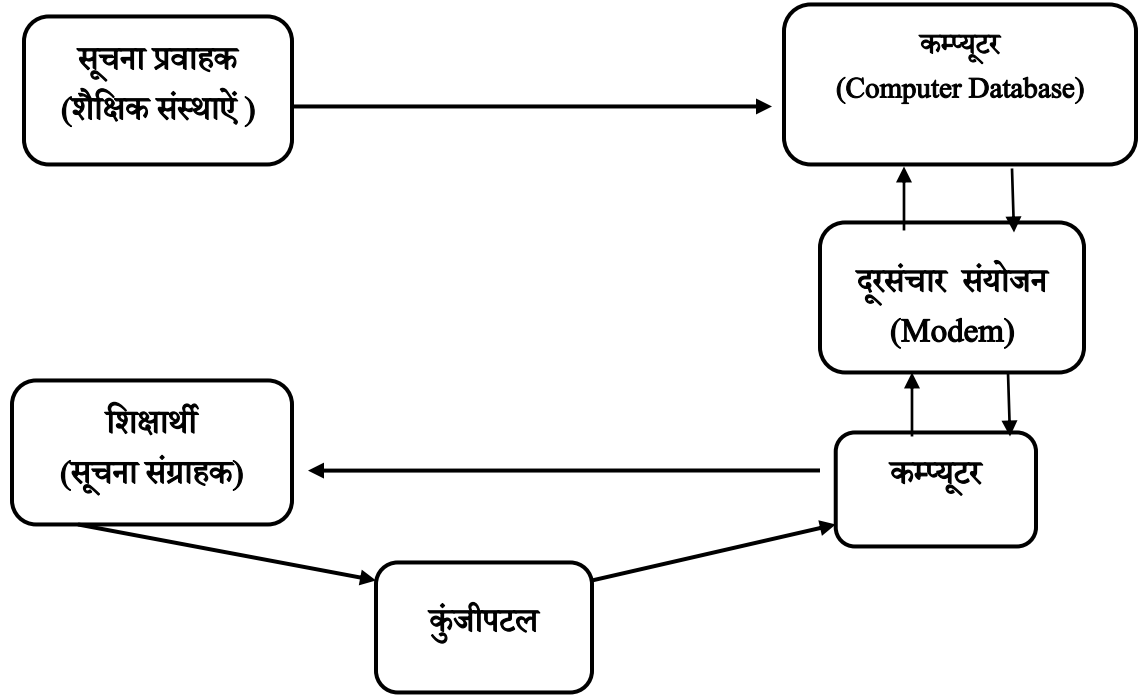 सूचना प्रवाहक
(शैक्षिक संस्थाऐं )
कम्प्यूटर
(Computer Database)
दूरसंचार संयोजन
(Modem)
शिक्षार्थी
(सूचना संग्राहक)
कम्प्यूटर
कुंजीपटल